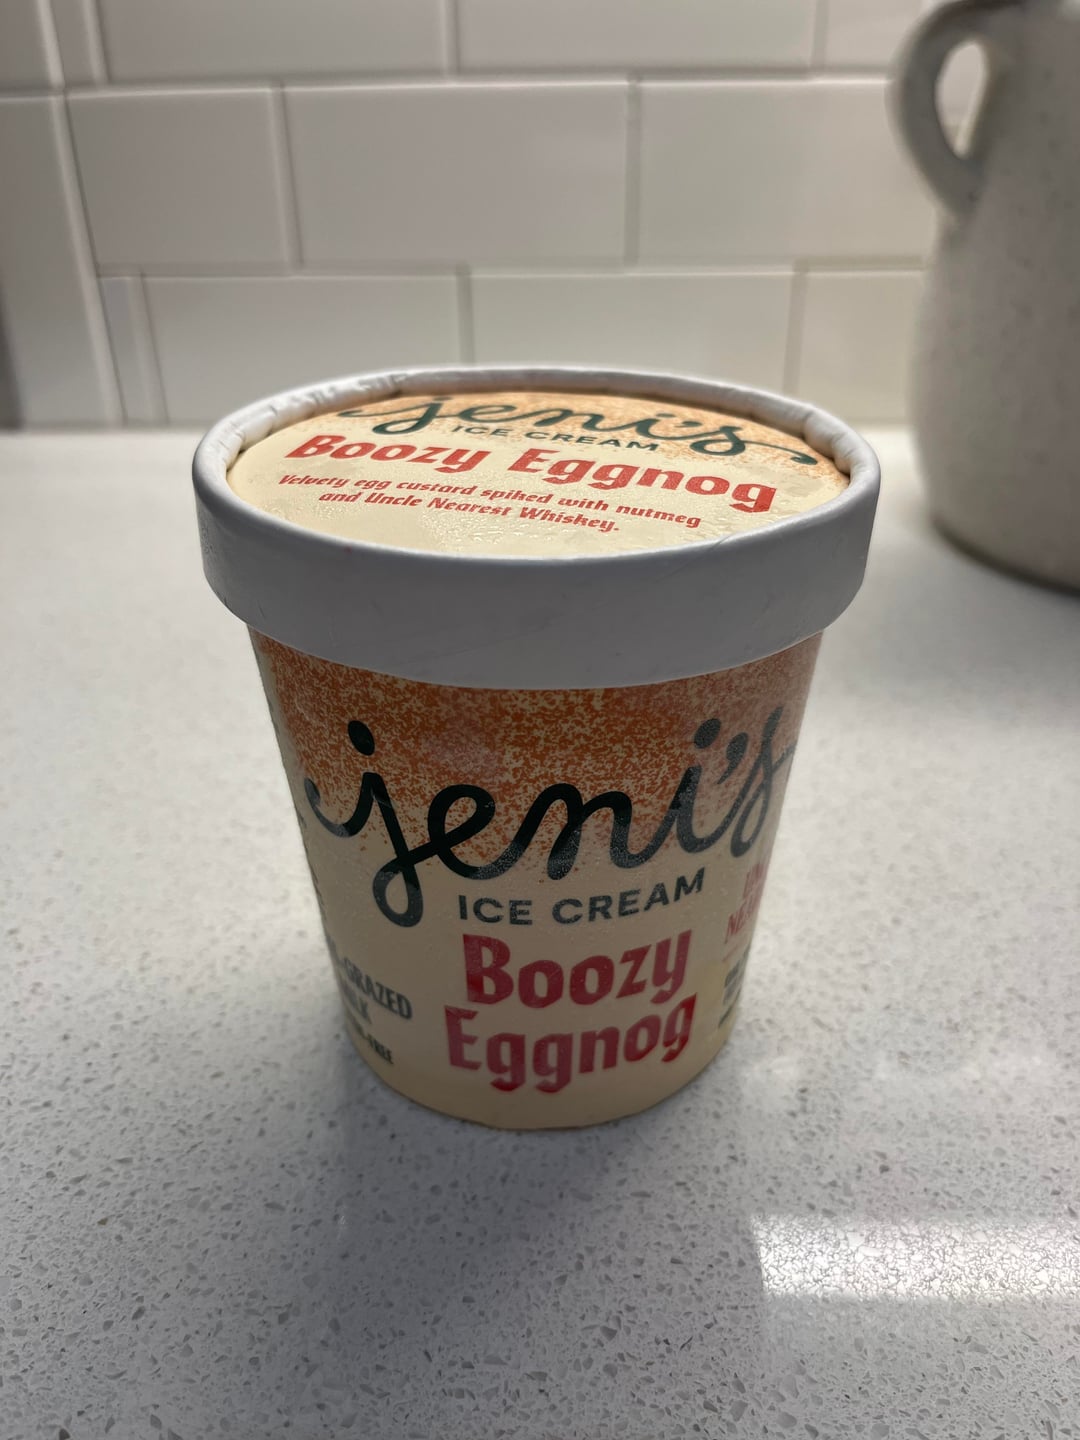 jeni's
ICE CREAM
Boozy Eggnog
Velvety egg custard spiked with nutmeg
and Uncle Nearest Whiskey.
jeni's
ICE CREAM
Boozy
Eggnog
GRAZED